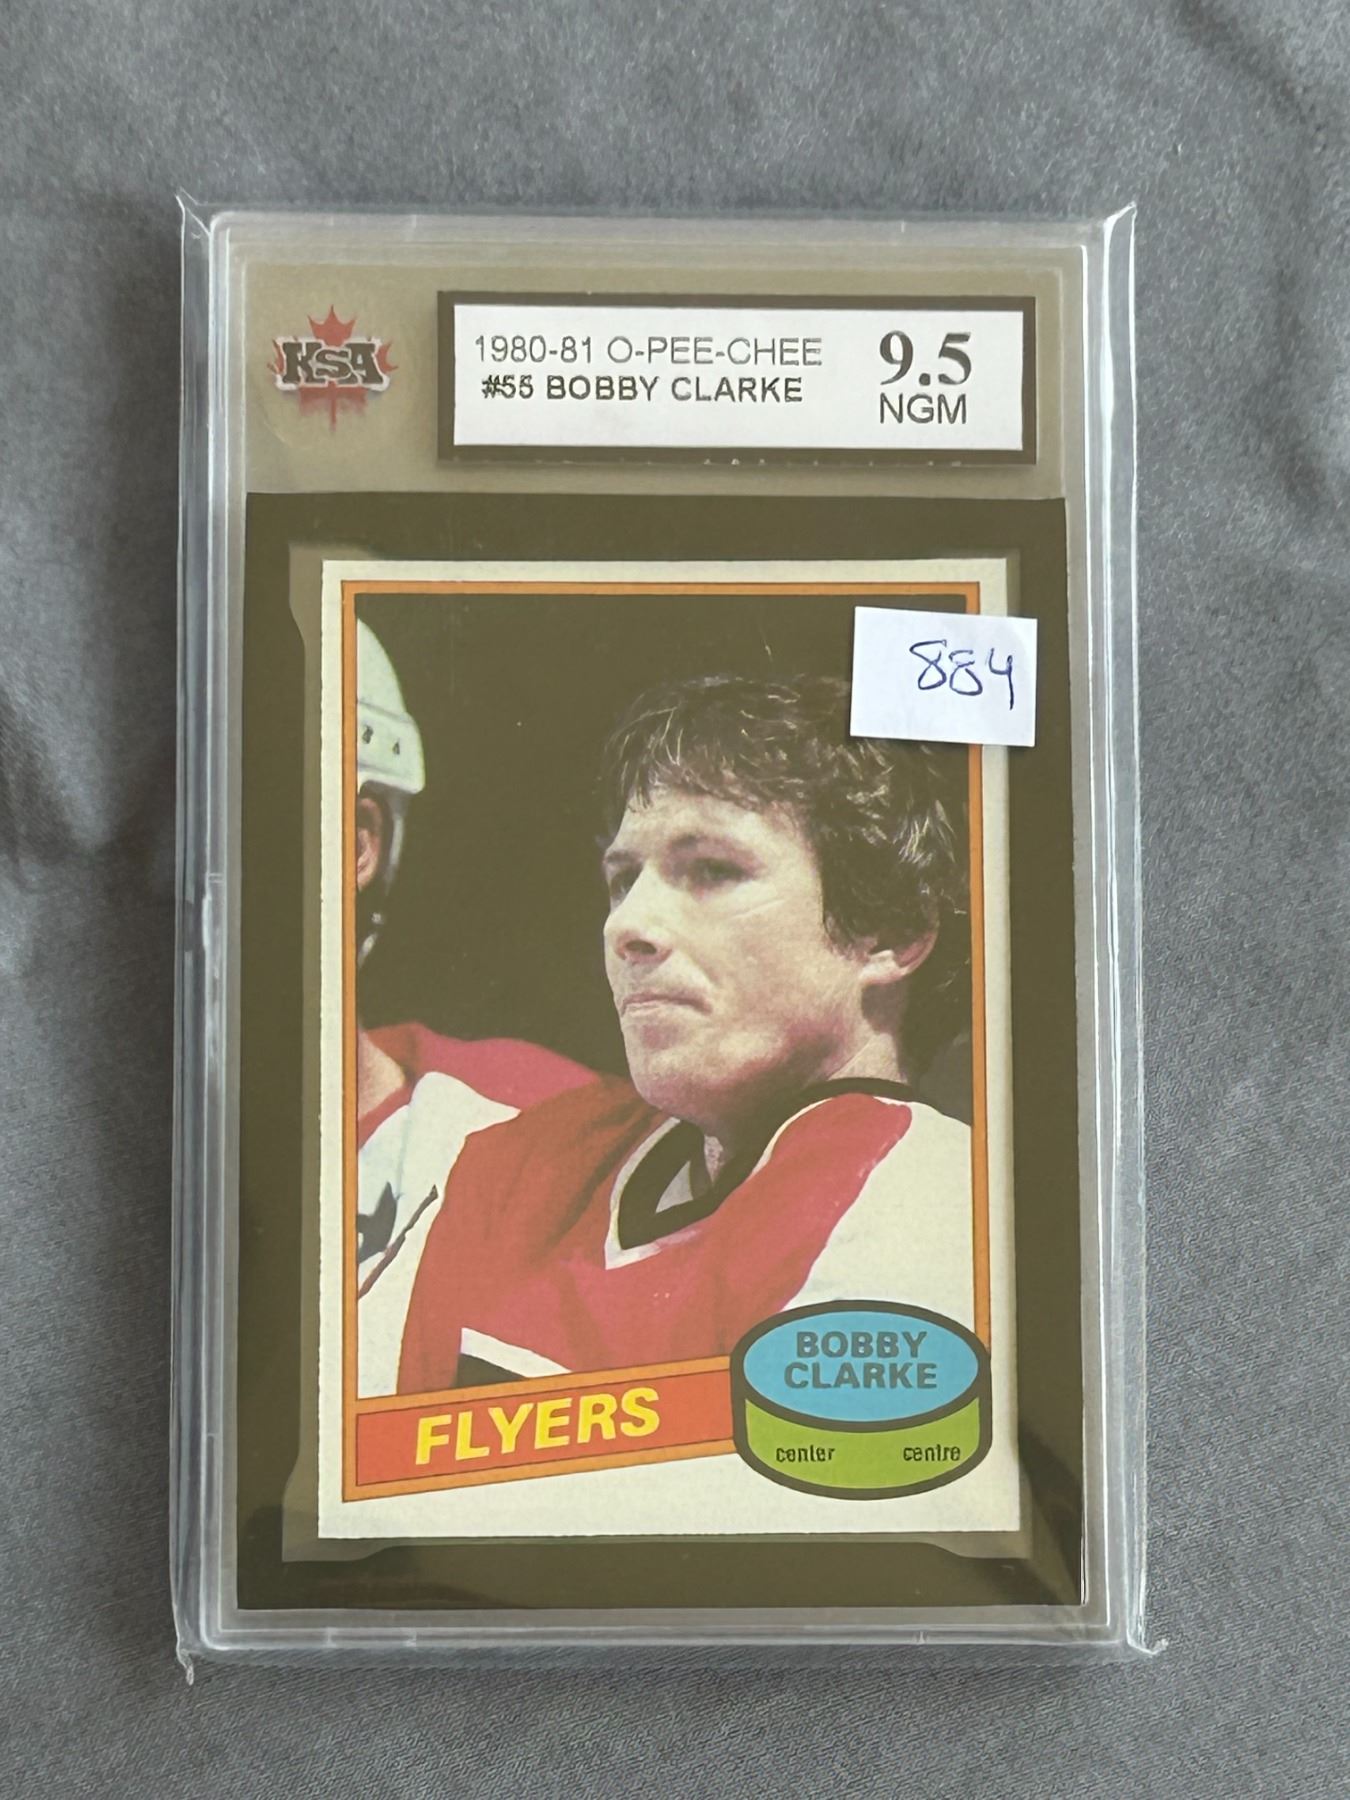 KSA
1980-81 O-PEE-CHEE
#55 BOBBY CLARKE
9.5
NGM
884
BOBBY
CLARKE
FLYERS
center centre